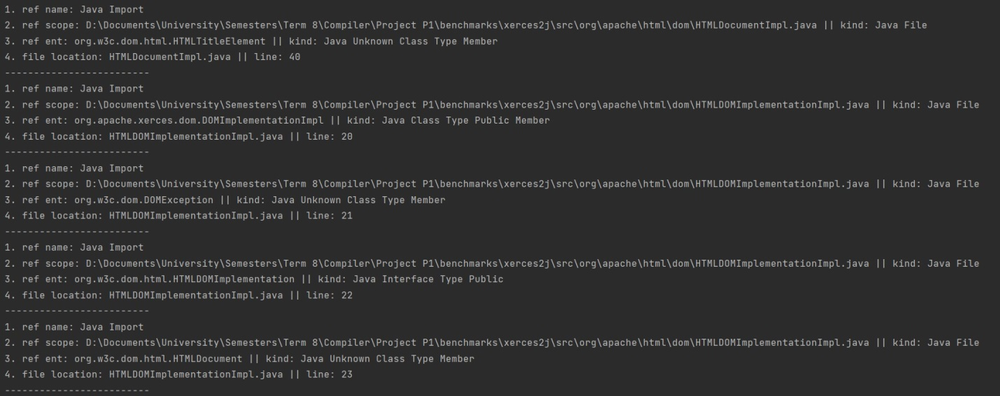 1. ref name: Java Import
2. ref scope: D:\Documents\University\Semesters\Term 8\Compiler\Project P1\benchmarks\xerces2j\src\org\apache\html\dom\HTMLDocumentImpl.java || kind: Java File
3. ref ent: org.w3c.dom.html.HTMLTitleElement || kind: Java Unknown Class Type Member
4. file location: HTMLDocumentImpl.java || line: 40
-------------------------
1. ref name: Java Import
2. ref scope: D:\Documents\University\Semesters\Term 8\Compiler\Project P1\benchmarks\xerces2j\src\org\apache\html\dom\HTMLDOMImplementationImpl.java || kind: Java File
3. ref ent: org.apache.xerces.dom.DOMImplementationImpl || kind: Java Class Type Public Member
4. file location: HTMLDOMImplementationImpl.java || line: 20
-------------------------
1. ref name: Java Import
2. ref scope: D:\Documents\University\Semesters\Term 8\Compiler\Project P1\benchmarks\xerces2j\src\org\apache\html\dom\HTMLDOMImplementationImpl.java || kind: Java File
3. ref ent: org.w3c.dom.DOMException || kind: Java Unknown Class Type Member
4. file location: HTMLDOMImplementationImpl.java || line: 21
-------------------------
1. ref name: Java Import
2. ref scope: D:\Documents\University\Semesters\Term 8\Compiler\Project P1\benchmarks\xerces2j\src\org\apache\html\dom\HTMLDOMImplementationImpl.java || kind: Java File
3. ref ent: org.w3c.dom.html.HTMLDOMImplementation || kind: Java Interface Type Public
4. file location: HTMLDOMImplementationImpl.java || line: 22
-------------------------
1. ref name: Java Import
2. ref scope: D:\Documents\University\Semesters\Term 8\Compiler\Project P1\benchmarks\xerces2j\src\org\apache\html\dom\HTMLDOMImplementationImpl.java || kind: Java File
3. ref ent: org.w3c.dom.html.HTMLDocument || kind: Java Unknown Class Type Member
4. file location: HTMLDOMImplementationImpl.java || line: 23
-------------------------